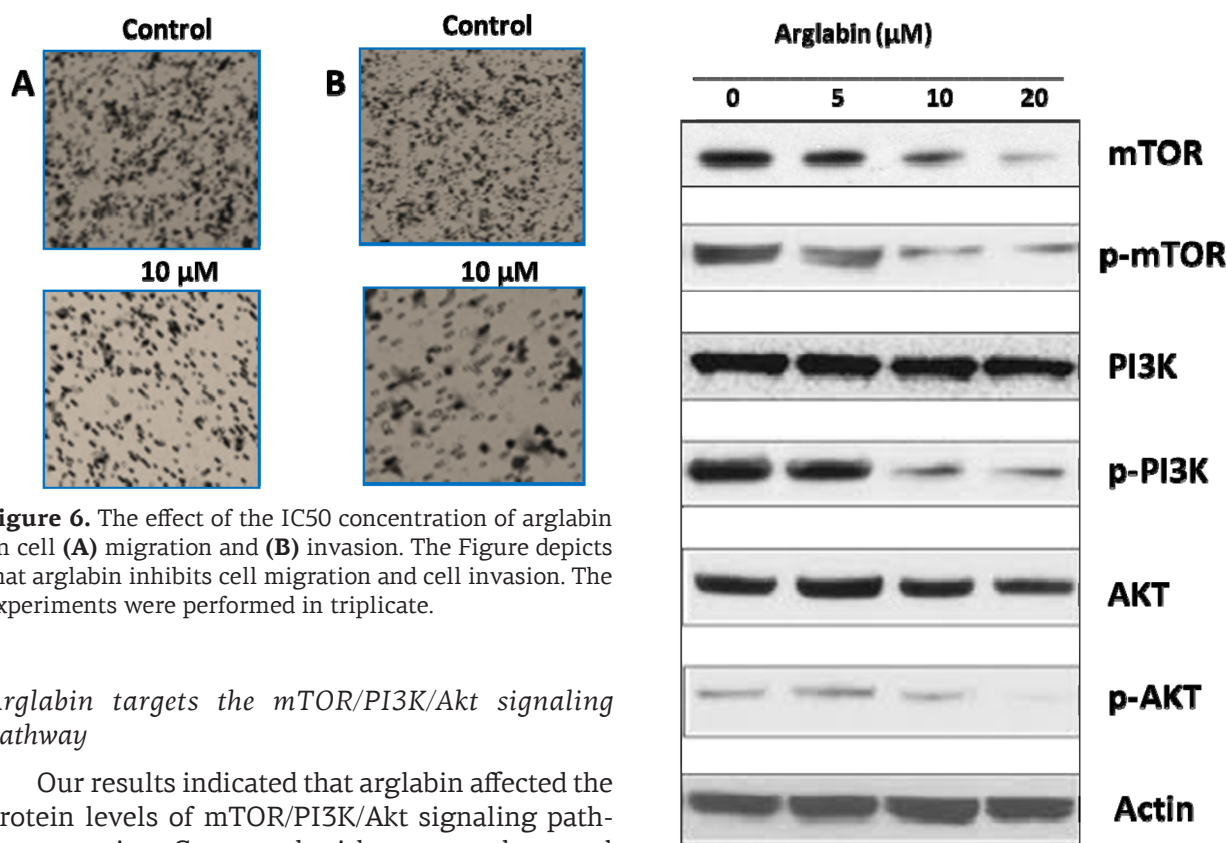 Control
A
10 µM
Control
B
10 µM
igure 6. The effect of the IC50 concentration of arglabin
n cell (A) migration and (B) invasion. The Figure depicts
hat arglabin inhibits cell migration and cell invasion. The
xperiments were performed in triplicate.
rglabin targets the mTOR/PI3K/Akt signaling
athway
Our results indicated that arglabin affected the
rotein levels of mTOR/PI3K/Akt signaling path-
Arglabin (µM)
0 5 10 20
mTOR
p-mTOR
PI3K
p-PI3K
AKT
p-AKT
Actin